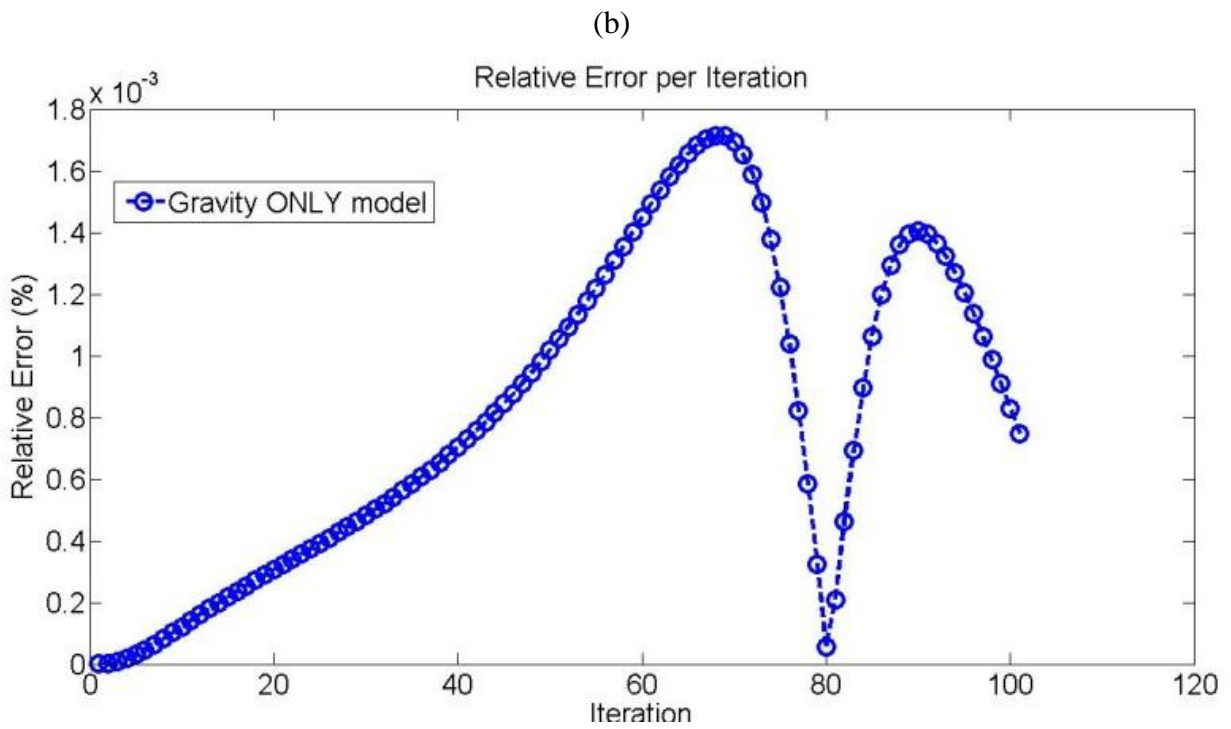 (b)
Relative Error per Iteration
x 10⁻³
1.8
1.6
1.4
1.2
1
0.8
0.6
0.4
0.2
0
Relative Error (%)
Gravity ONLY model
0 20 40 60 80 100 120
Iteration